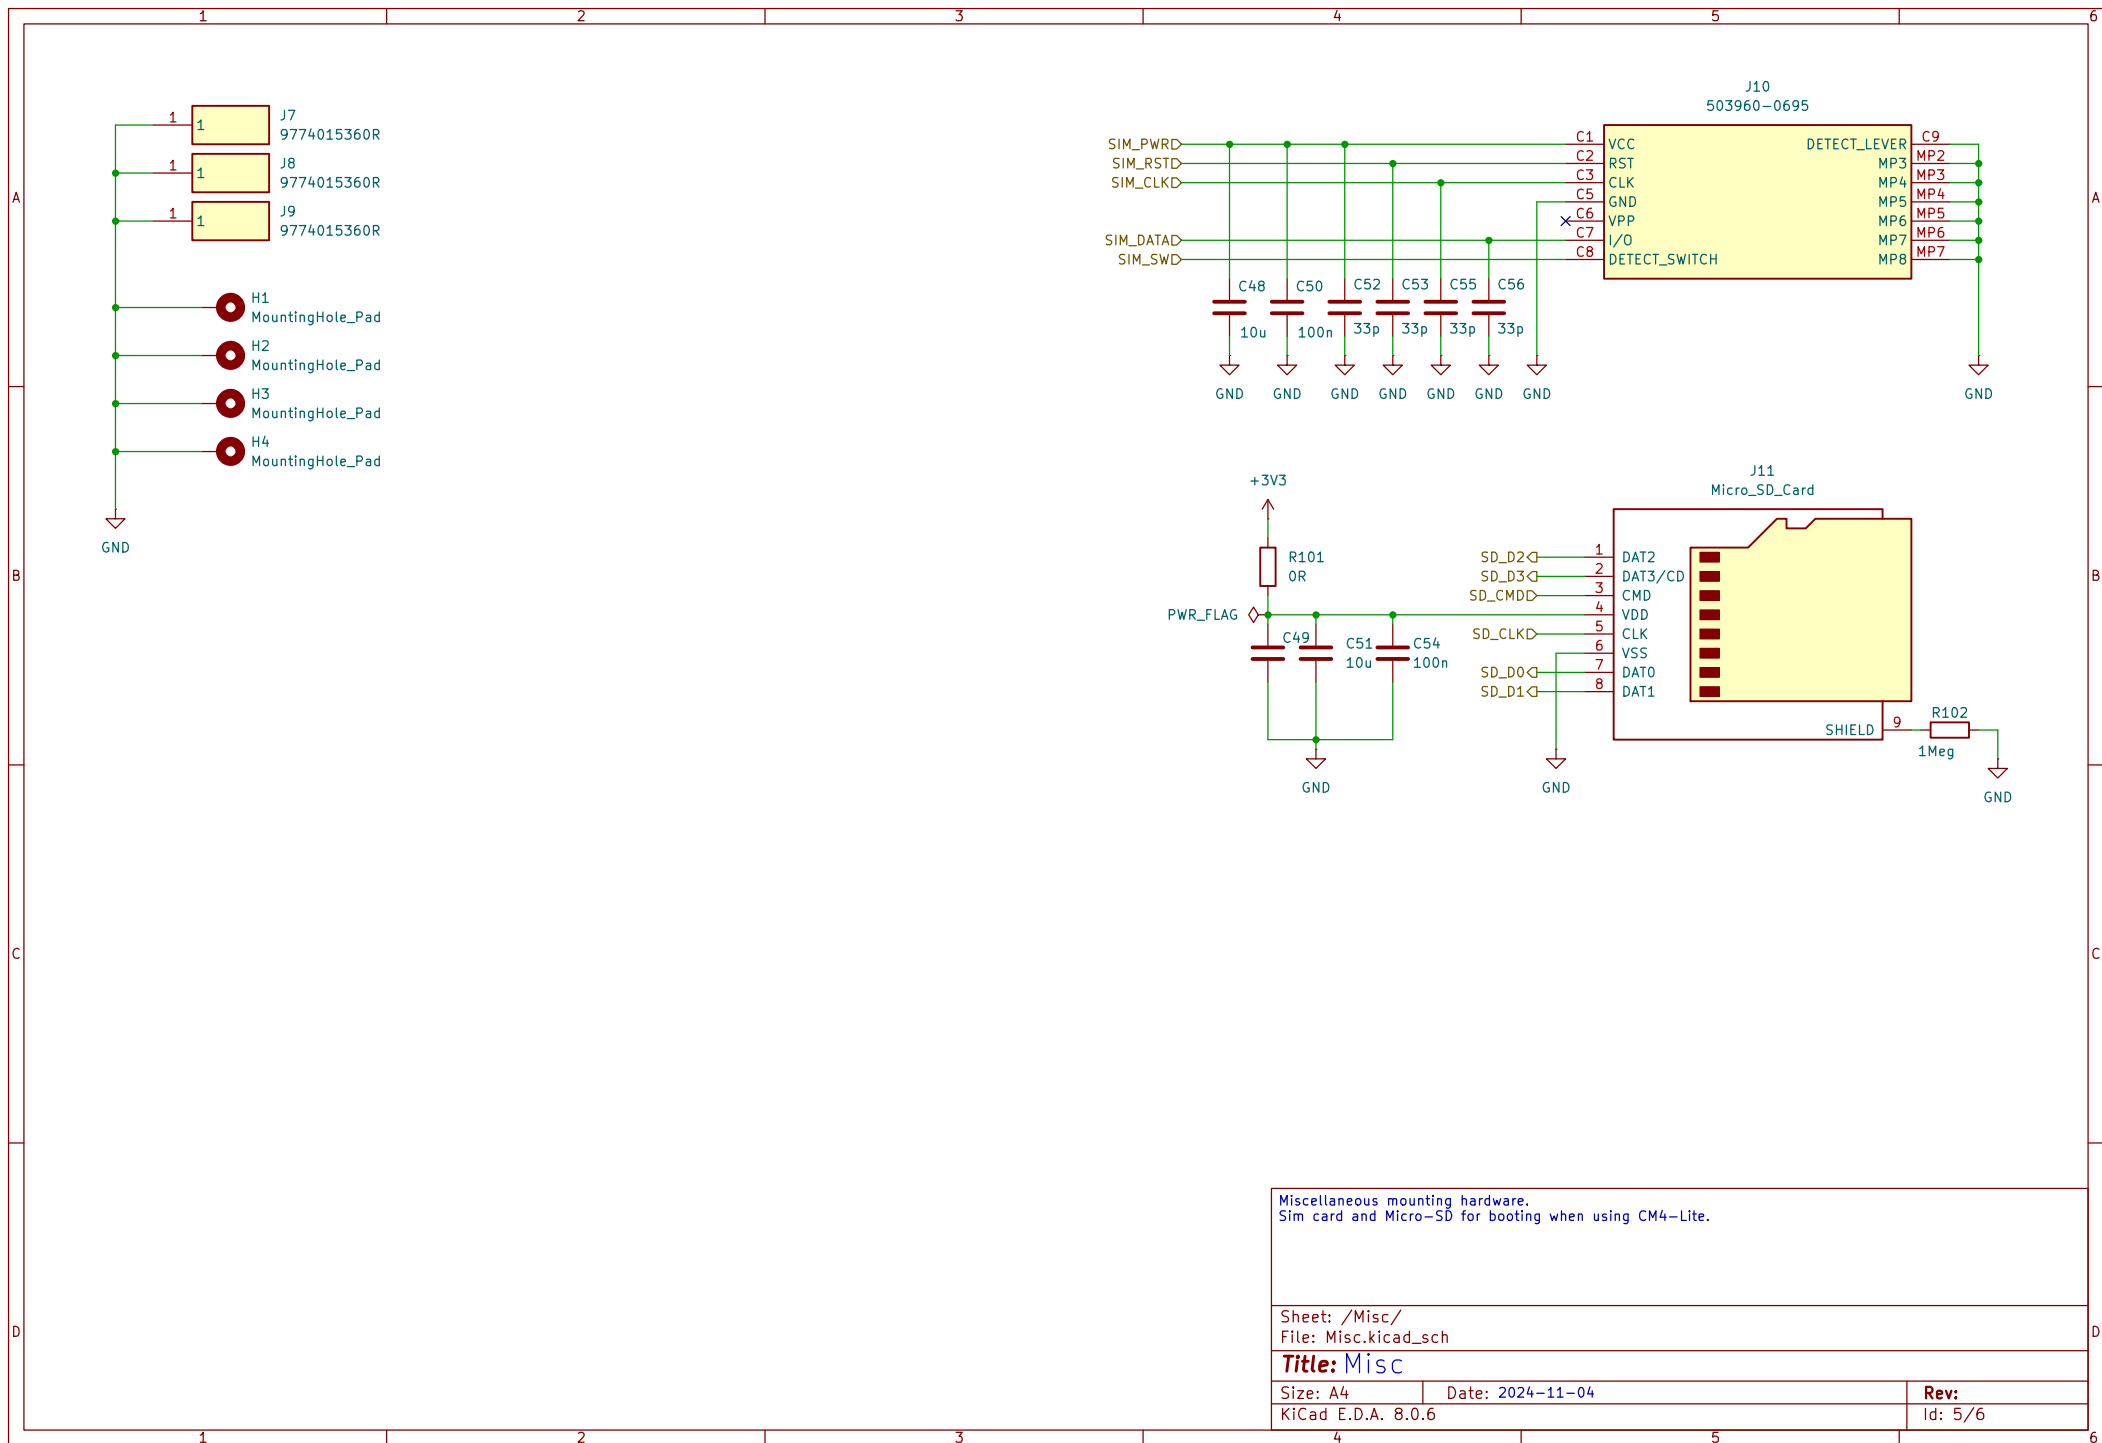 1 2 3 4 5 6
A
B
C
D
A
B
C
D
1 2 3 4 5 6
1 1 J7
9774015360R
1 1 J8
9774015360R
1 1 J9
9774015360R
H1
MountingHole_Pad
H2
MountingHole_Pad
H3
MountingHole_Pad
H4
MountingHole_Pad
GND
J10
503960-0695
SIM_PWR C1 VCC DETECT_LEVER C9
SIM_RST C2 RST MP3 MP2
SIM_CLK C3 CLK MP4 MP3
C5 GND MP5 MP4
C6 VPP MP6 MP5
SIM_DATA C7 I/O MP7 MP6
SIM_SW C8 DETECT_SWITCH MP8 MP7
C48 C50 C52 C53 C55 C56
10u 100n 33p 33p 33p 33p
GND GND GND GND GND GND GND GND
+3V3
R101
0R
PWR_FLAG
C49 C51 C54
10u 100n
GND
J11
Micro_SD_Card
SD_D2 1 DAT2
SD_D3 2 DAT3/CD
SD_CMD 3 CMD
4 VDD
SD_CLK 5 CLK
6 VSS
SD_D0 7 DAT0
SD_D1 8 DAT1
SHIELD 9 R102
1Meg
GND
GND
Miscellaneous mounting hardware.
Sim card and Micro-SD for booting when using CM4-Lite.
Sheet: /Misc/
File: Misc.kicad_sch
Title: Misc
Size: A4 Date: 2024-11-04 Rev:
KiCad E.D.A. 8.0.6 Id: 5/6